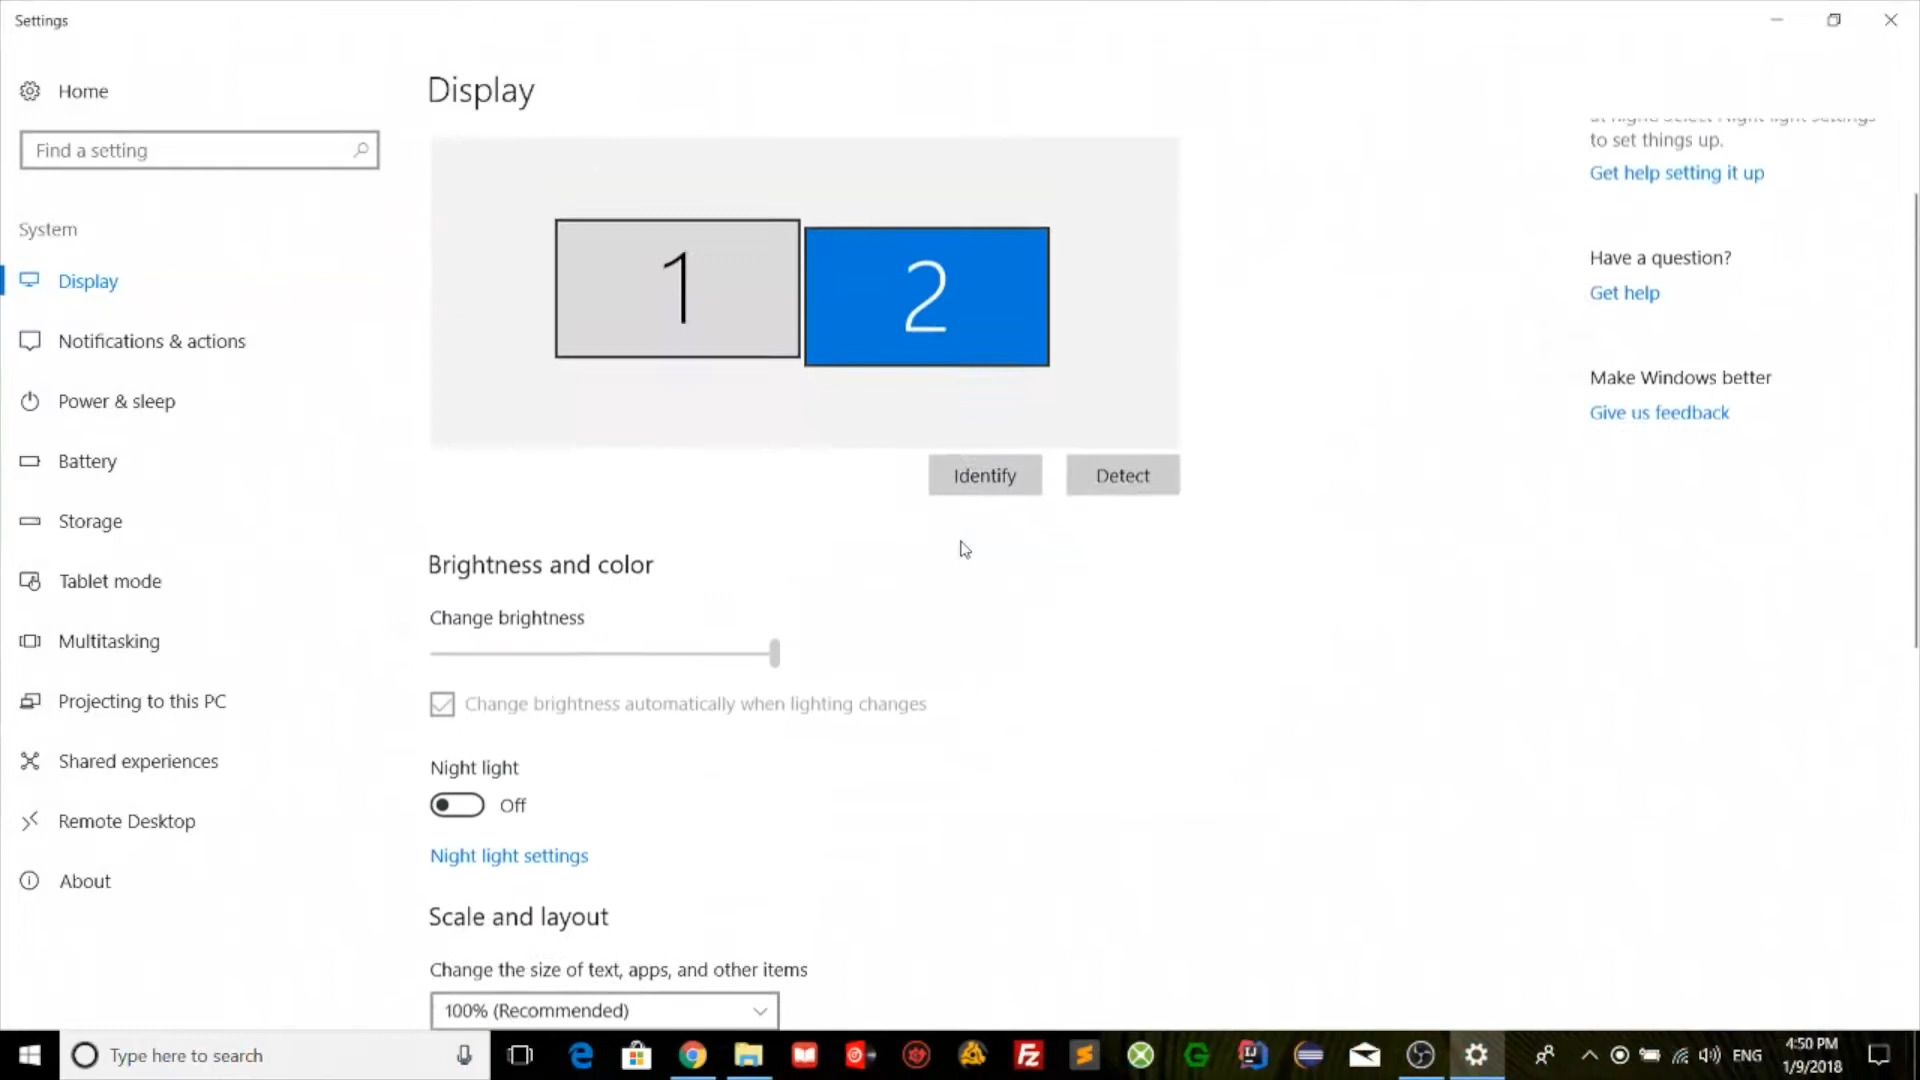 Settings
Home
Find a setting
System
Display
Notifications & actions
Power & sleep
Battery
Storage
Tablet mode
Multitasking
Projecting to this PC
Shared experiences
Remote Desktop
About
Display
1
2
Identify
Detect
Brightness and color
Change brightness
Change brightness automatically when lighting changes
Night light
Off
Night light settings
Scale and layout
Change the size of text, apps, and other items
100% (Recommended)
to set things up.
Get help setting it up
Have a question?
Get help
Make Windows better
Give us feedback
Type here to search
ENG
4:50 PM
1/9/2018